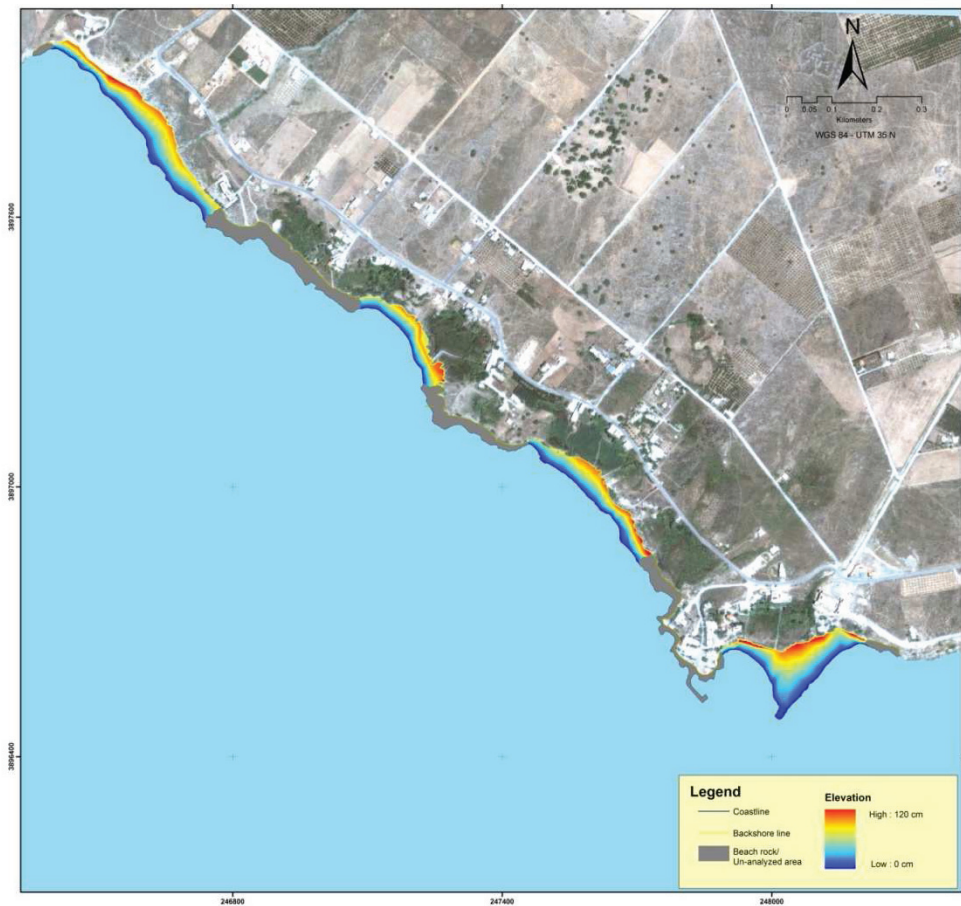 N
0 0.05 0.1 0.2 0.3
Kilometers
WGS 84 - UTM 35 N
3897600
3897000
3896400
Legend
Coastline
Backshore line
Beach rock/
Un-analyzed area
Elevation
High : 120 cm
Low : 0 cm
246800 247400 248000